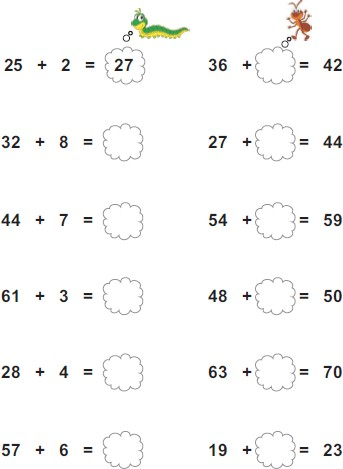 25 + 2 = 27
36 + = 42
32 + 8 =
27 + = 44
44 + 7 =
54 + = 59
61 + 3 =
48 + = 50
28 + 4 =
63 + = 70
57 + 6 =
19 + = 23